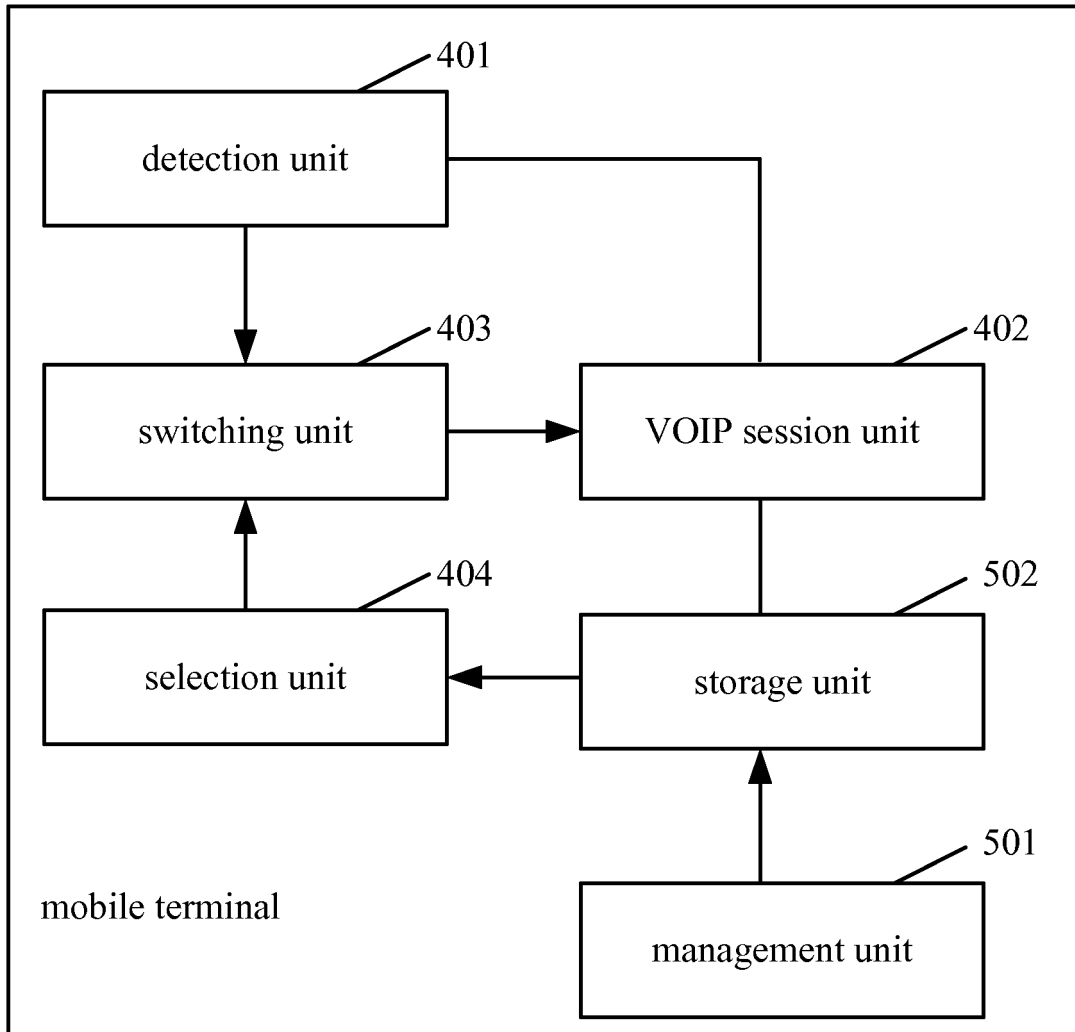 401
detection unit
403
402
switching unit
VOIP session unit
404
502
selection unit
storage unit
501
mobile terminal
management unit